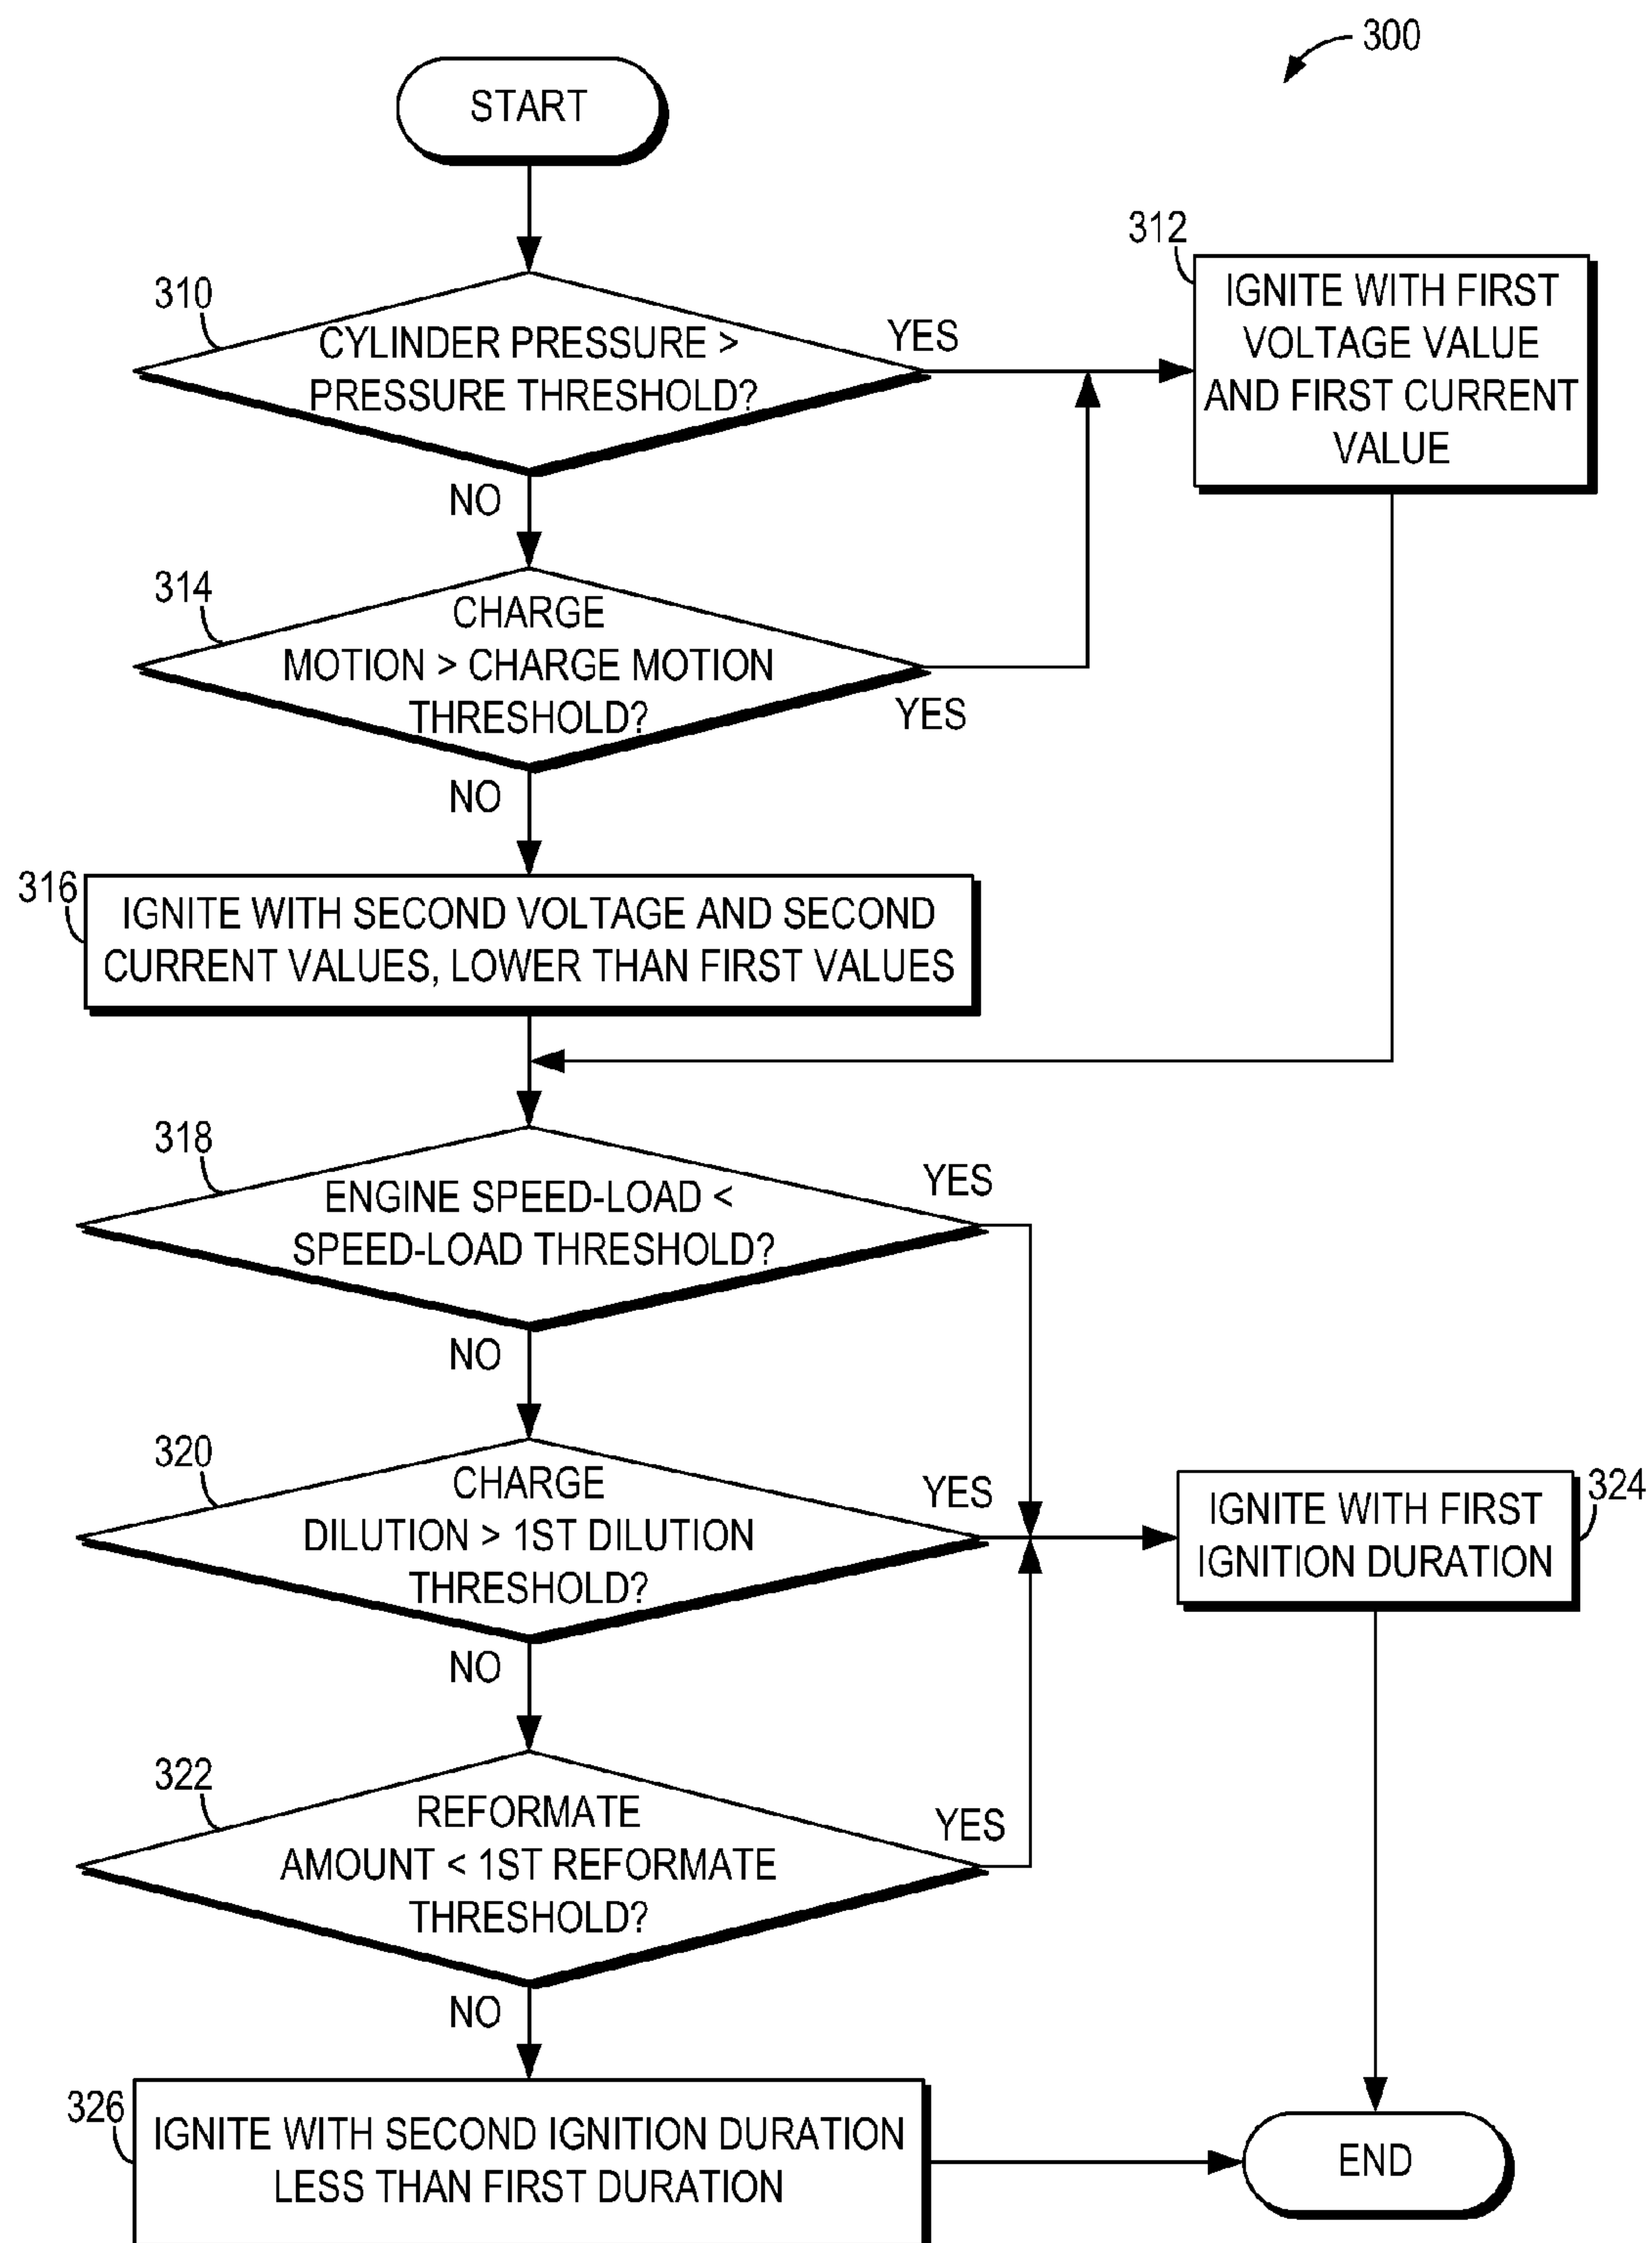 300
START
310
CYLINDER PRESSURE >
PRESSURE THRESHOLD?
YES
NO
312
IGNITE WITH FIRST
VOLTAGE VALUE
AND FIRST CURRENT
VALUE
314
CHARGE
MOTION > CHARGE MOTION
THRESHOLD?
YES
NO
316
IGNITE WITH SECOND VOLTAGE AND SECOND
CURRENT VALUES, LOWER THAN FIRST VALUES
318
ENGINE SPEED-LOAD <
SPEED-LOAD THRESHOLD?
YES
NO
320
CHARGE
DILUTION > 1ST DILUTION
THRESHOLD?
YES
NO
324
IGNITE WITH FIRST
IGNITION DURATION
322
REFORMATE
AMOUNT < 1ST REFORMATE
THRESHOLD?
YES
NO
326
IGNITE WITH SECOND IGNITION DURATION
LESS THAN FIRST DURATION
END